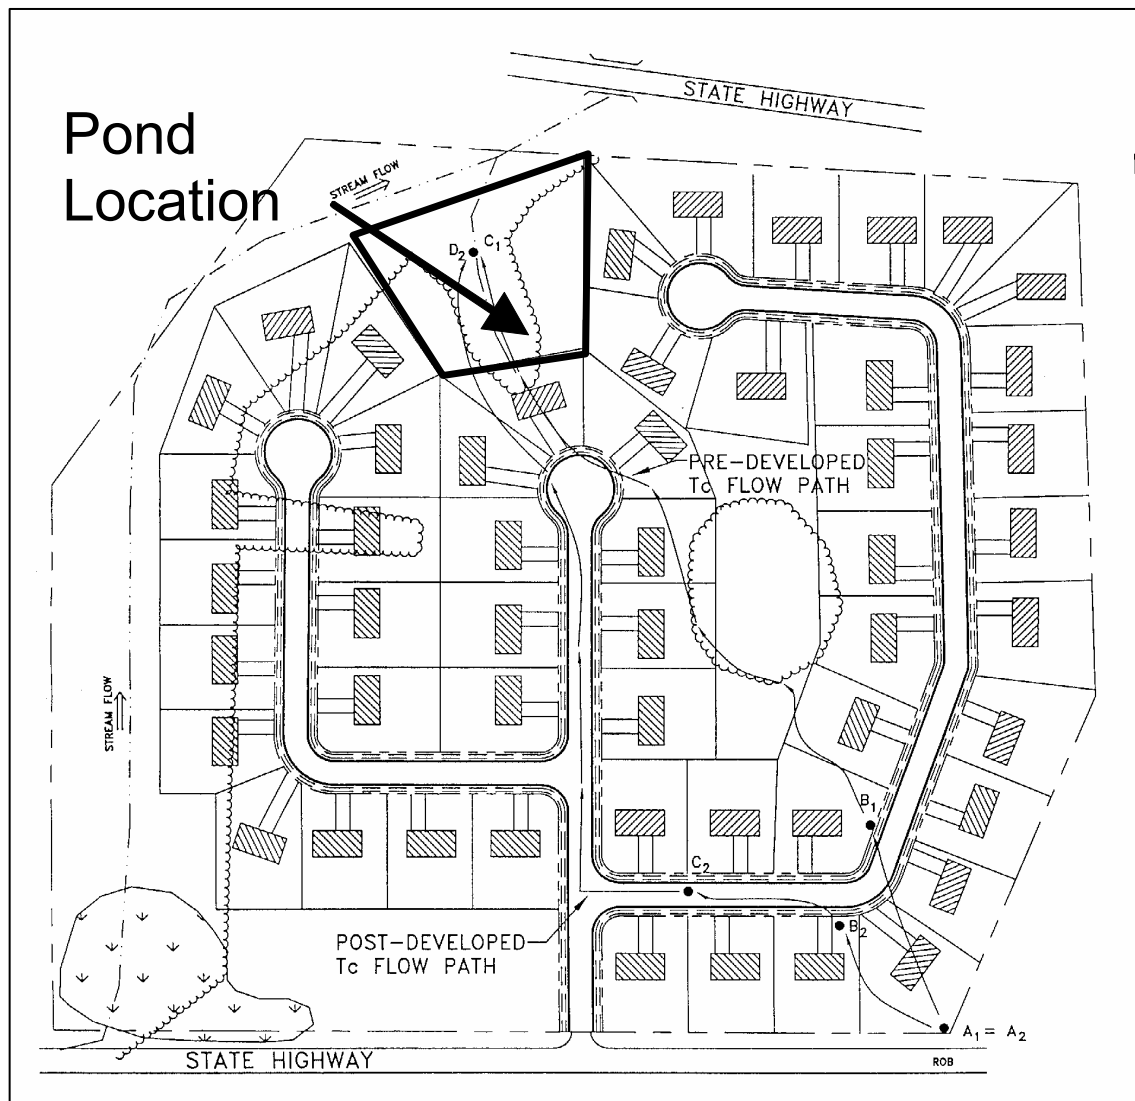 STATE HIGHWAY
Pond
Location
STREAM FLOW
D2 C1
PRE-DEVELOPED
Tc FLOW PATH
STREAM FLOW
B1
C2
B2
POST-DEVELOPED
Tc FLOW PATH
A1 = A2
STATE HIGHWAY
ROB